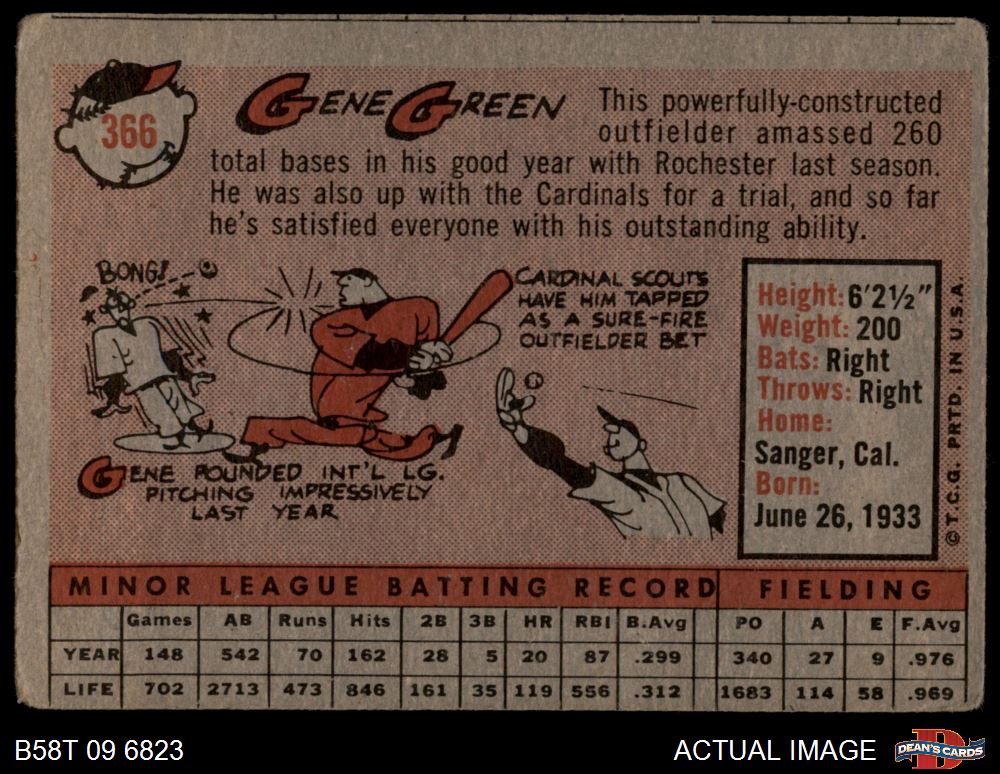 366
GENE GREEN
This powerfully-constructed
outfielder amassed 260
total bases in his good year with Rochester last season.
He was also up with the Cardinals for a trial, and so far
he's satisfied everyone with his outstanding ability.
BONG!
CARDINAL SCOUTS
HAVE HIM TAPPED
AS A SURE-FIRE
OUTFIELDER BET
GENE POUNDED INT'L LG.
PITCHING IMPRESSIVELY
LAST YEAR
Height: 6'2½"
Weight: 200
Bats: Right
Throws: Right
Home:
Sanger, Cal.
Born:
June 26, 1933
©T.C.G. PRTD. IN U.S.A.
MINOR LEAGUE BATTING RECORD FIELDING
Games AB Runs Hits 2B 3B HR RBI B.Avg PO A E F.Avg
YEAR 148 542 70 162 28 5 20 87 .299 340 27 9 .976
LIFE 702 2713 473 846 161 35 119 556 .312 1683 114 58 .969
B58T 09 6823
ACTUAL IMAGE
D
DEAN'S CARDS